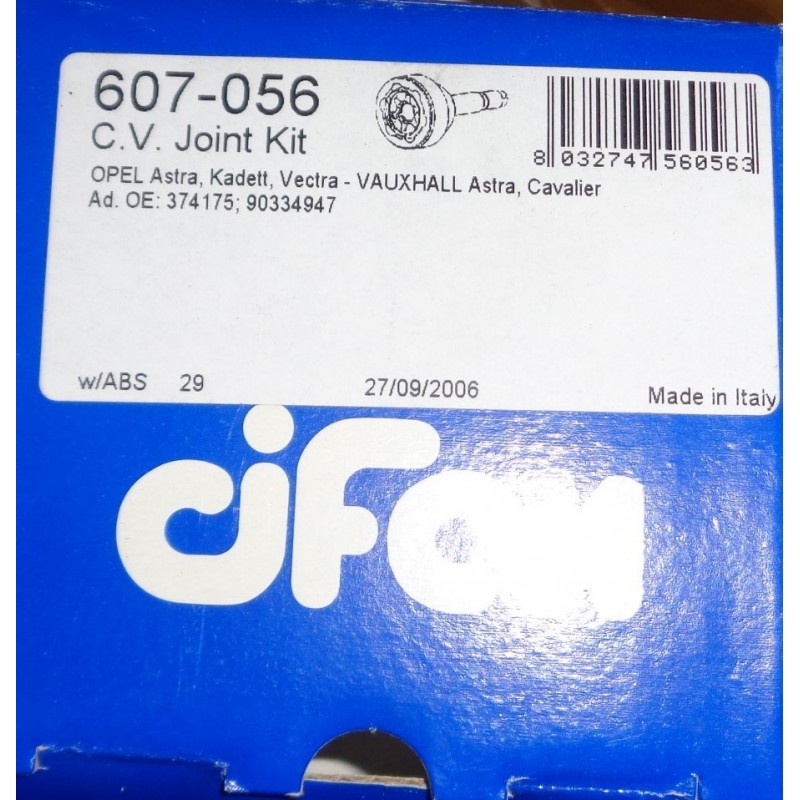 607-056
C.V. Joint Kit
8 032747 560563
OPEL Astra, Kadett, Vectra - VAUXHALL Astra, Cavalier
Ad. OE: 374175; 90334947
w/ABS 29 27/09/2006 Made in Italy
cifam